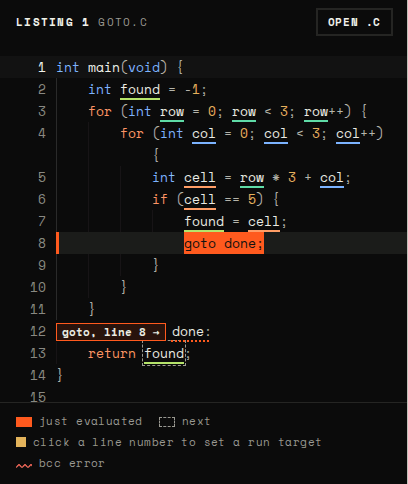 LISTING 1 GOTO.C
OPEN .C
1 int main(void) {
2 int found = -1;
3 for (int row = 0; row < 3; row++) {
4 for (int col = 0; col < 3; col++)
{
5 int cell = row * 3 + col;
6 if (cell == 5) {
7 found = cell;
8 goto done;
9 }
10 }
11 }
12 goto, line 8 → done:
13 return found;
14 }
15
just evaluated next
click a line number to set a run target
bcc error